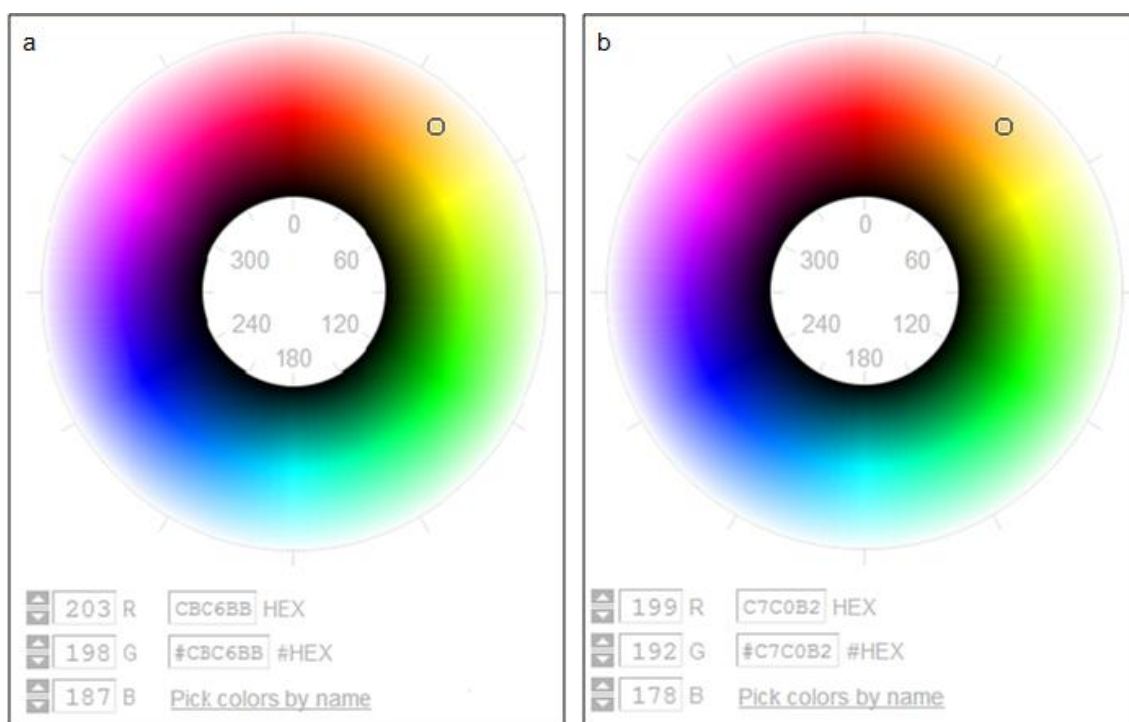 a
0
300 60
240 120
180
203 R CBC6BB HEX
198 G #CBC6BB #HEX
187 B Pick colors by name
b
0
300 60
240 120
180
199 R C7C0B2 HEX
192 G #C7C0B2 #HEX
178 B Pick colors by name